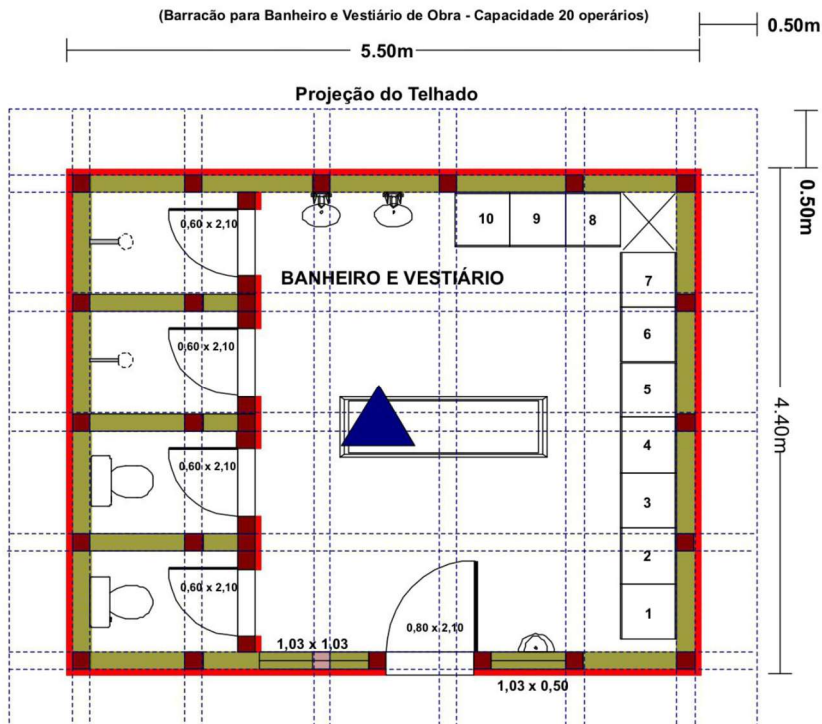 (Barracão para Banheiro e Vestiário de Obra - Capacidade 20 operários)
0.50m
5.50m
Projeção do Telhado
0.50m
0,60 x 2,10
10
9
8
BANHEIRO E VESTIÁRIO
7
0,60 x 2,10
6
5
4.40m
4
0,60 x 2,10
3
2
0,60 x 2,10
1
0,80 x 2,10
1,03 x 1,03
1,03 x 0,50